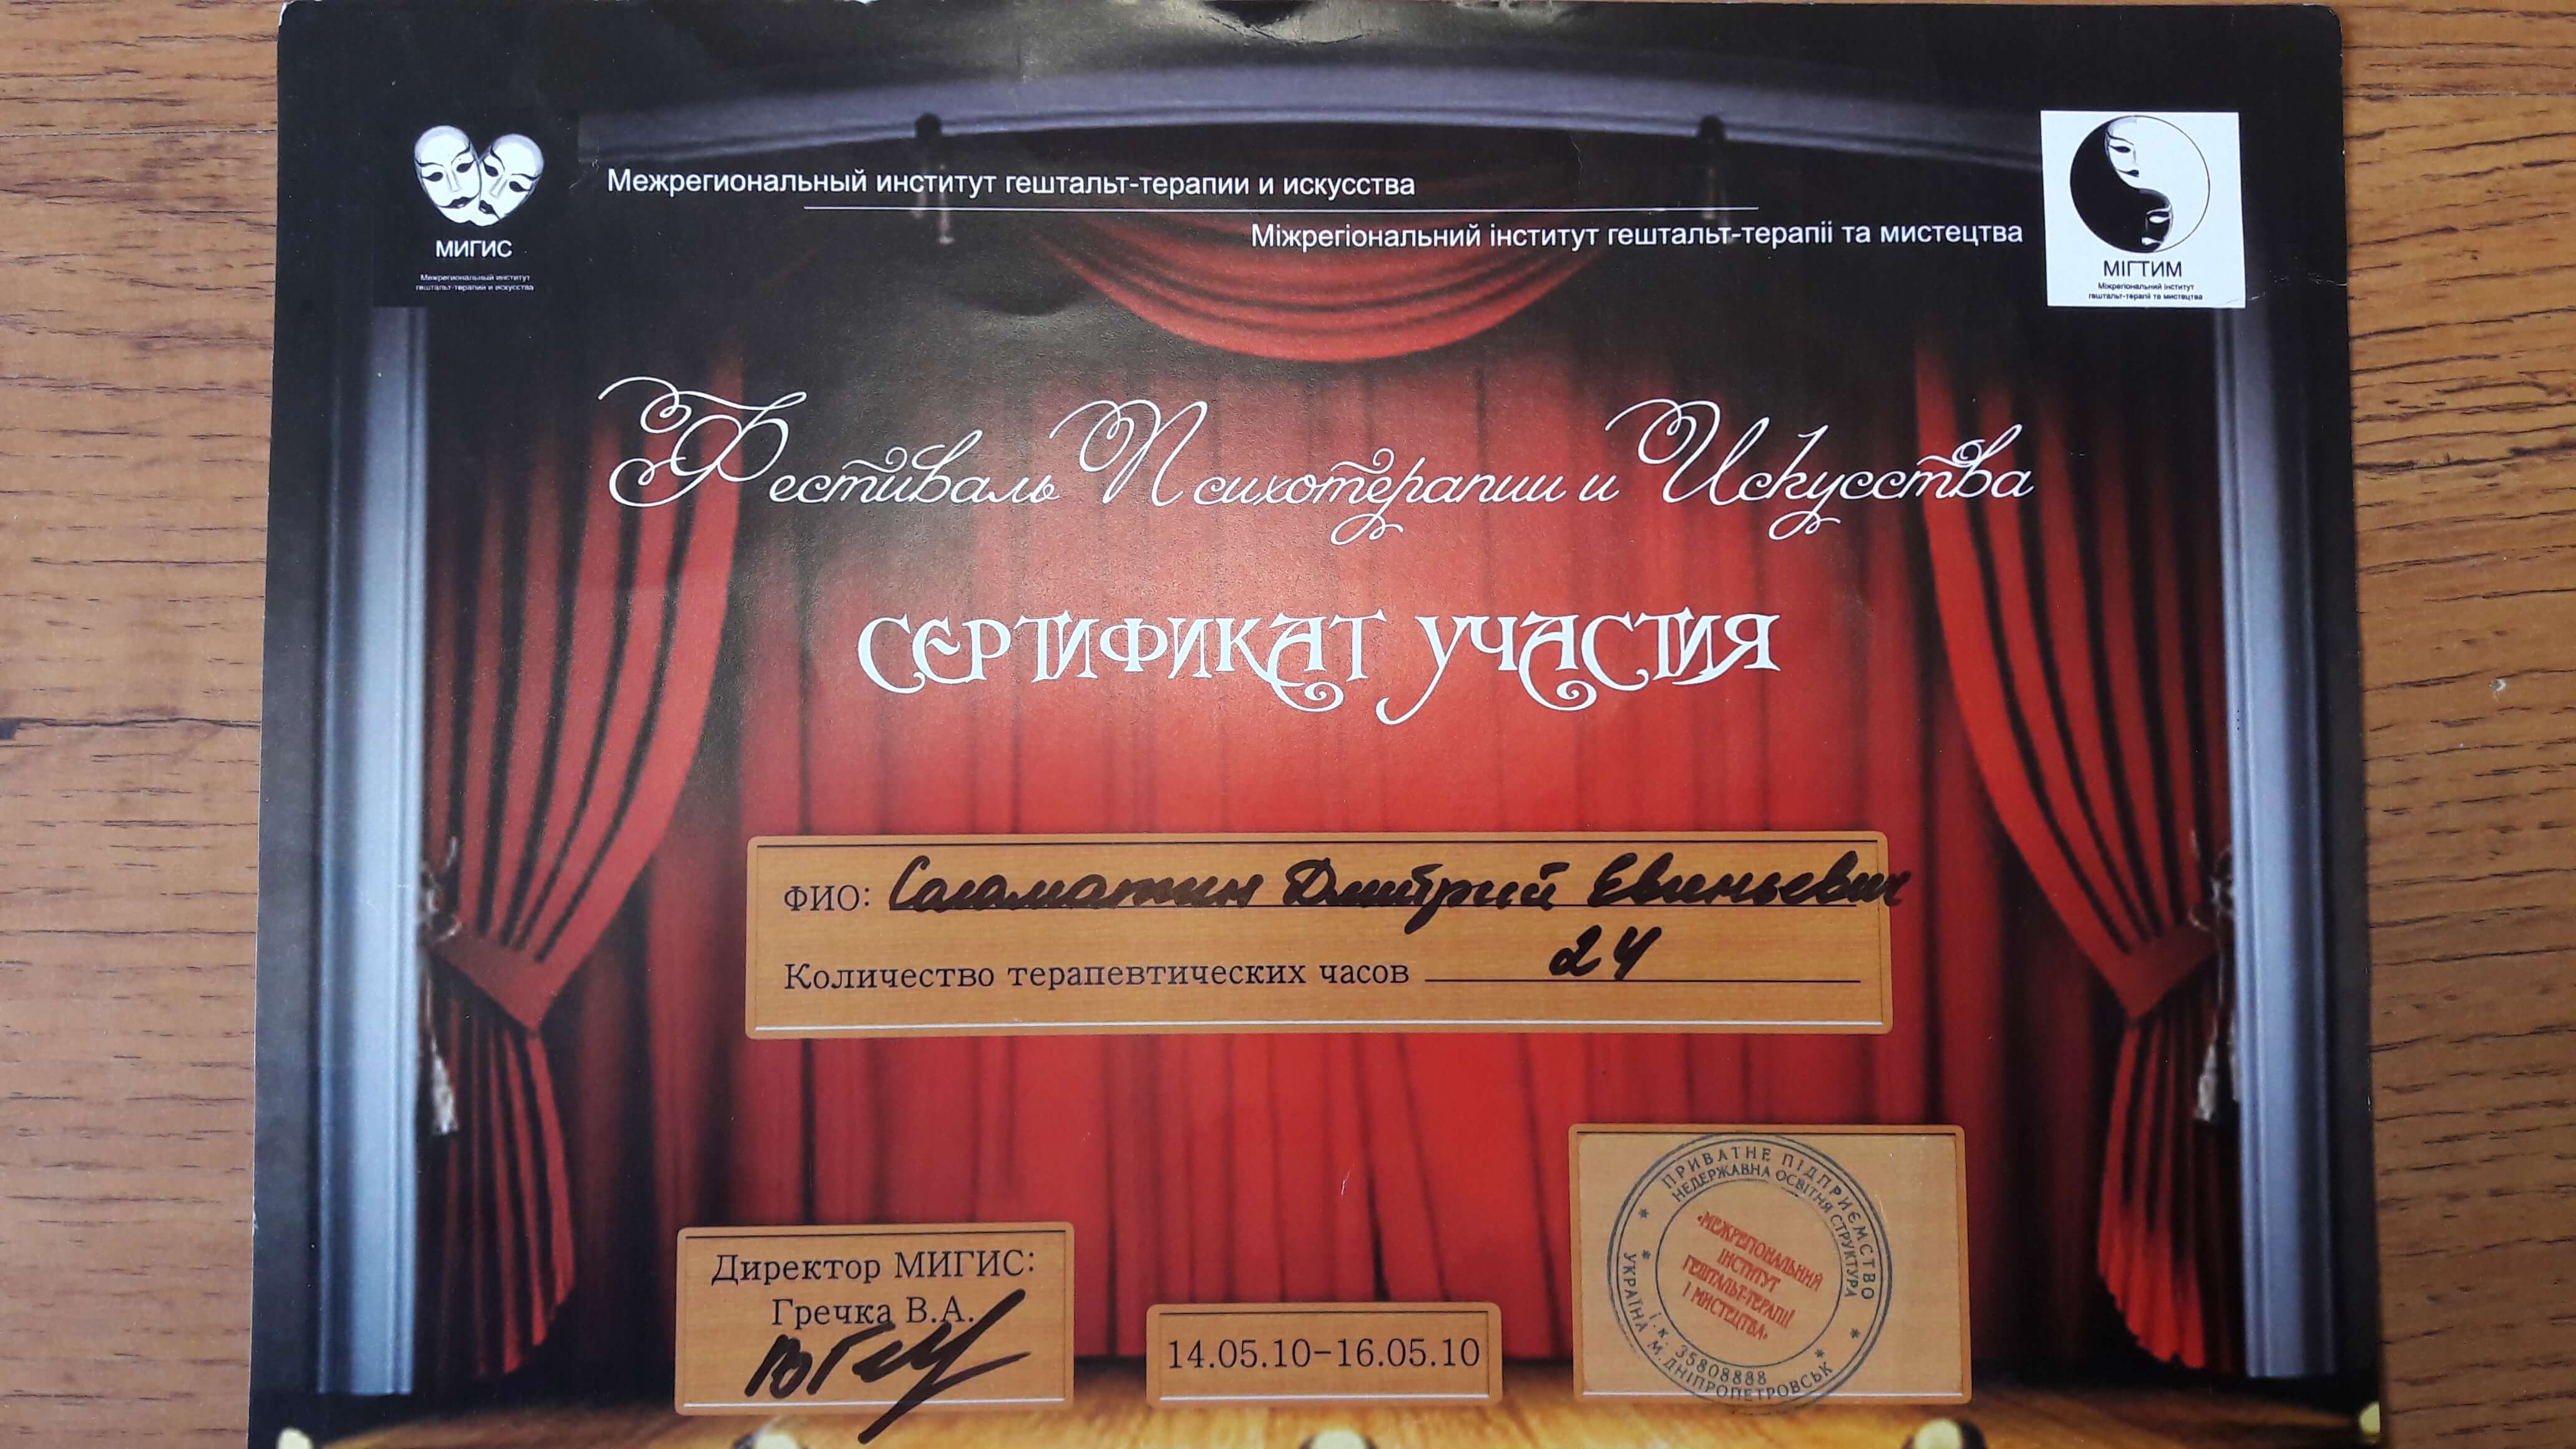 Межрегиональный институт гештальт-терапии и искусства
Міжрегіональний інститут гештальт-терапії та мистецтва
МИГИС
Межрегиональный институт
гештальт-терапии и искусства
МІГТИМ
Міжрегіональний інститут
гештальт-терапії та мистецтва
Фестиваль Психотерапии и Искусства
СЕРТИФИКАТ УЧАСТИЯ
ФИО: Саламатин Дмитрий Евгеньевич
Количество терапевтических часов 24
Директор МИГИС:
Гречка В.А.
14.05.10-16.05.10
ПРИВАТНЕ ПІДПРИЄМСТВО
НЕДЕРЖАВНА ОСВІТНЯ СТРУКТУРА
«МЕЖРЕГІОНАЛЬНИЙ
ІНСТИТУТ
ГЕШТАЛЬТ-ТЕРАПІЇ
І МИСТЕЦТВА»
і.к. 35808888
УКРАЇНА М.ДНІПРОПЕТРОВСЬК